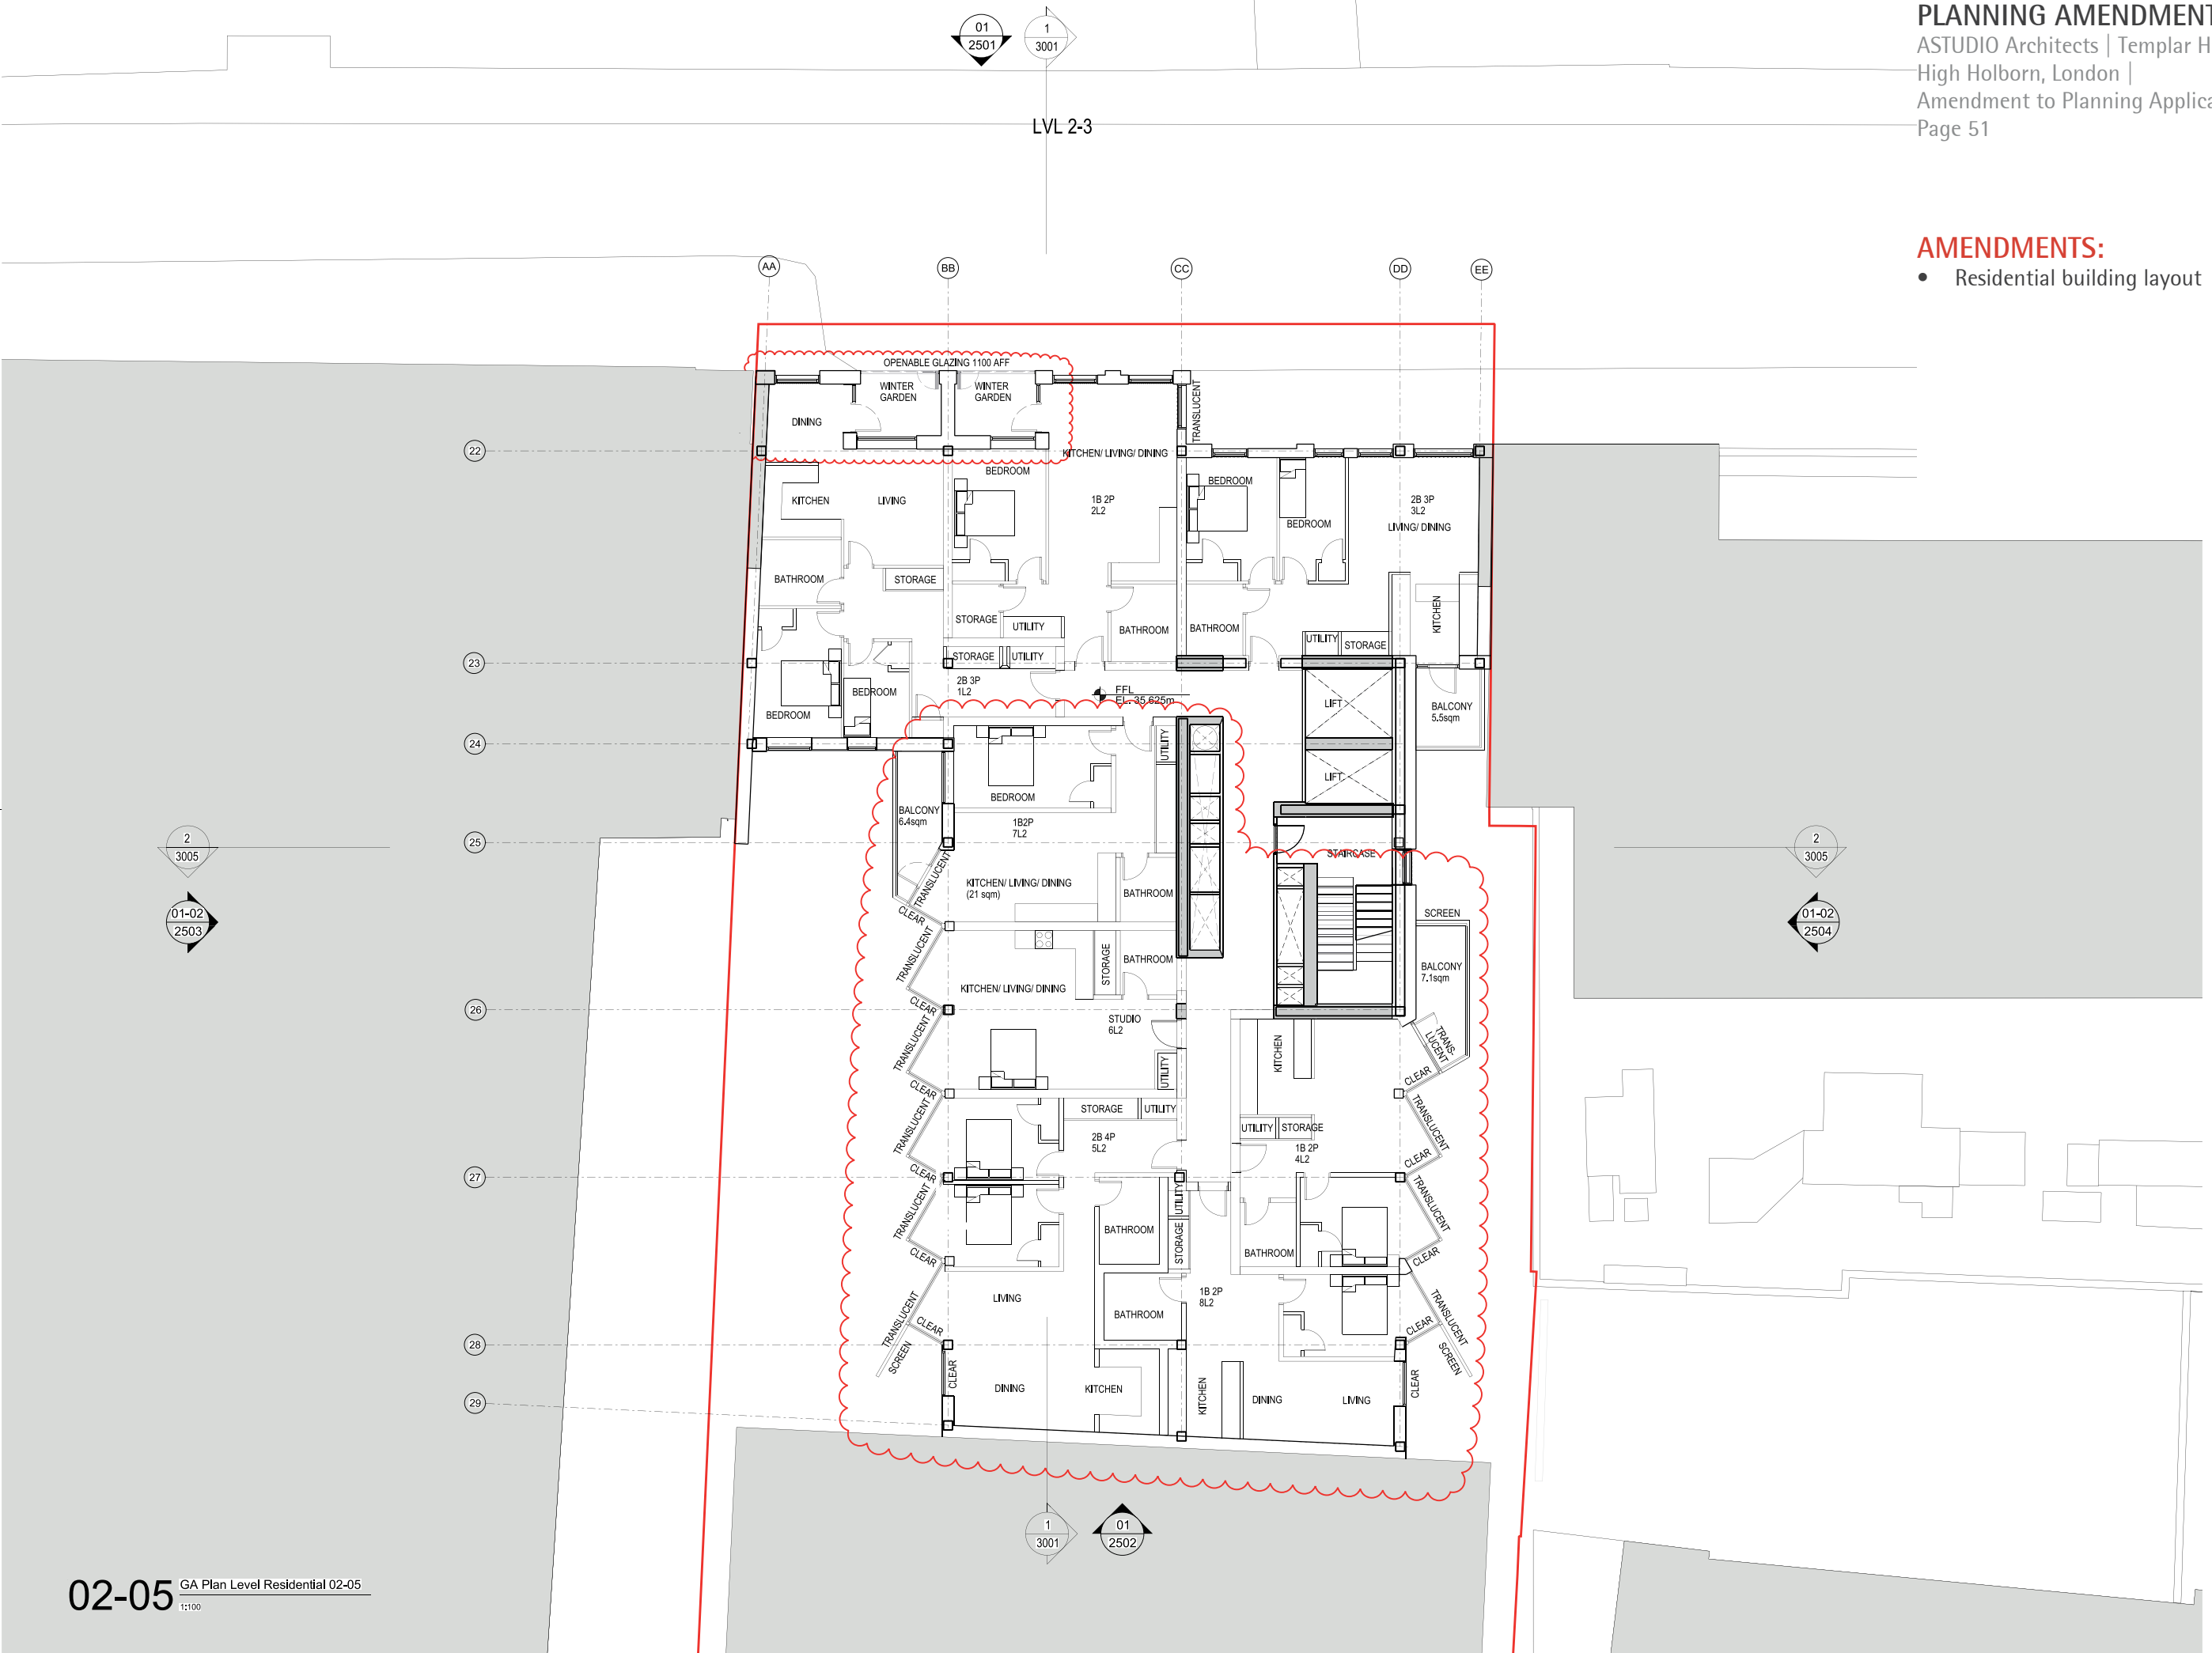 PLANNING AMENDMENT
ASTUDIO Architects | Templar H
High Holborn, London |
Amendment to Planning Applica
Page 51
AMENDMENTS:
• Residential building layout
01
2501
1
3001
LVL 2-3
AA
BB
CC
DD
EE
OPENABLE GLAZING 1100 AFF
WINTER
GARDEN
WINTER
GARDEN
TRANSLUCENT
DINING
22
KITCHEN/ LIVING/ DINING
BEDROOM
BEDROOM
KITCHEN
LIVING
1B 2P
2L2
2B 3P
3L2
BEDROOM
LIVING/ DINING
BATHROOM
STORAGE
STORAGE
UTILITY
BATHROOM
BATHROOM
KITCHEN
UTILITY
STORAGE
23
STORAGE
UTILITY
2B 3P
1L2
FFL
EL. 35.625m
BEDROOM
BEDROOM
LIFT
BALCONY
5.5sqm
24
UTILITY
LIFT
BEDROOM
BALCONY
6.4sqm
1B2P
7L2
25
STAIRCASE
2
3005
2
3005
TRANSLUCENT
KITCHEN/ LIVING/ DINING
(21 sqm)
BATHROOM
CLEAR
SCREEN
01-02
2503
01-02
2504
TRANSLUCENT
STORAGE
BATHROOM
BALCONY
7.1sqm
KITCHEN/ LIVING/ DINING
CLEAR
26
STUDIO
6L2
TRANSLUCENT
KITCHEN
TRANS-
LUCENT
UTILITY
CLEAR
CLEAR
STORAGE
UTILITY
TRANSLUCENT
TRANSLUCENT
UTILITY
STORAGE
2B 4P
5L2
1B 2P
4L2
CLEAR
CLEAR
27
TRANSLUCENT
UTILITY
TRANSLUCENT
BATHROOM
STORAGE
BATHROOM
CLEAR
CLEAR
LIVING
1B 2P
8L2
TRANSLUCENT
BATHROOM
TRANSLUCENT
CLEAR
CLEAR
28
SCREEN
SCREEN
CLEAR
DINING
KITCHEN
KITCHEN
DINING
LIVING
CLEAR
29
1
3001
01
2502
02-05
GA Plan Level Residential 02-05
1:100